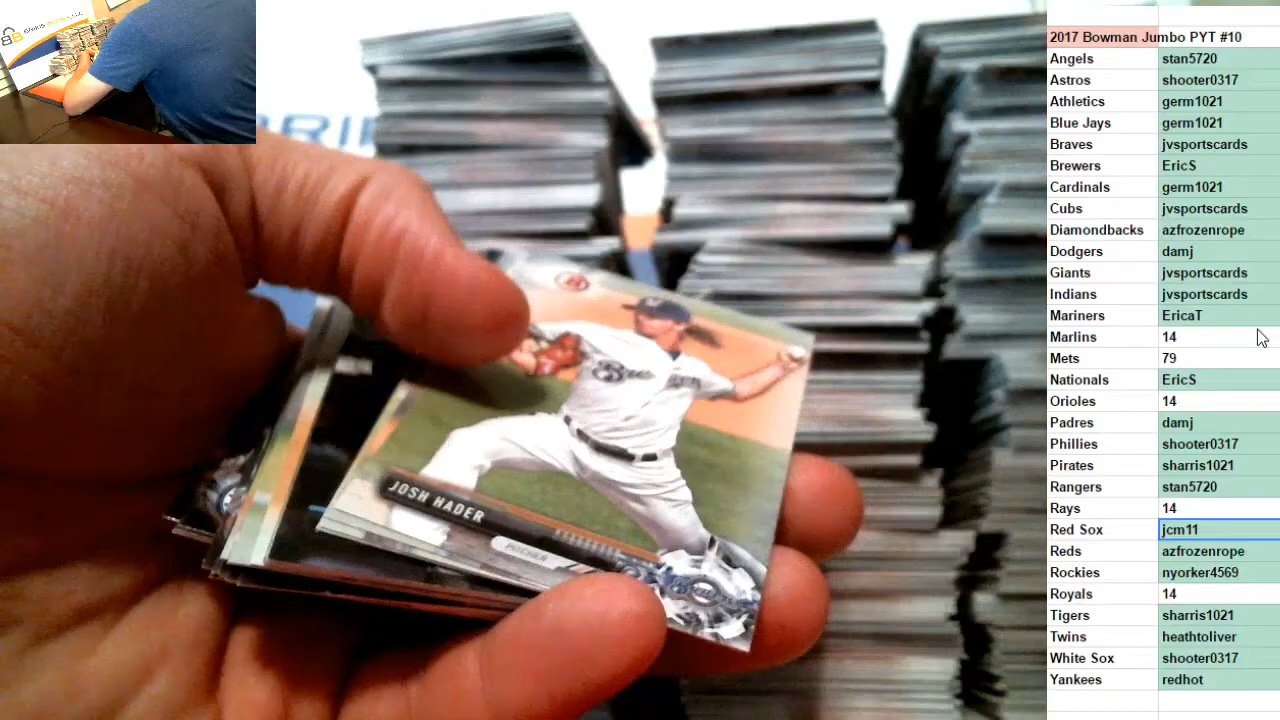 2017 Bowman Jumbo PYT #10
Angels stan5720
Astros shooter0317
Athletics germ1021
Blue Jays germ1021
Braves jvsportscards
Brewers EricS
Cardinals germ1021
Cubs jvsportscards
Diamondbacks azfrozenrope
Dodgers damj
Giants jvsportscards
Indians jvsportscards
Mariners EricaT
Marlins 14
Mets 79
Nationals EricS
Orioles 14
Padres damj
Phillies shooter0317
Pirates sharris1021
Rangers stan5720
Rays 14
Red Sox jcm11
Reds azfrozenrope
Rockies nyorker4569
Royals 14
Tigers sharris1021
Twins heathtoliver
White Sox shooter0317
Yankees redhot
JOSH HADER
PITCHER